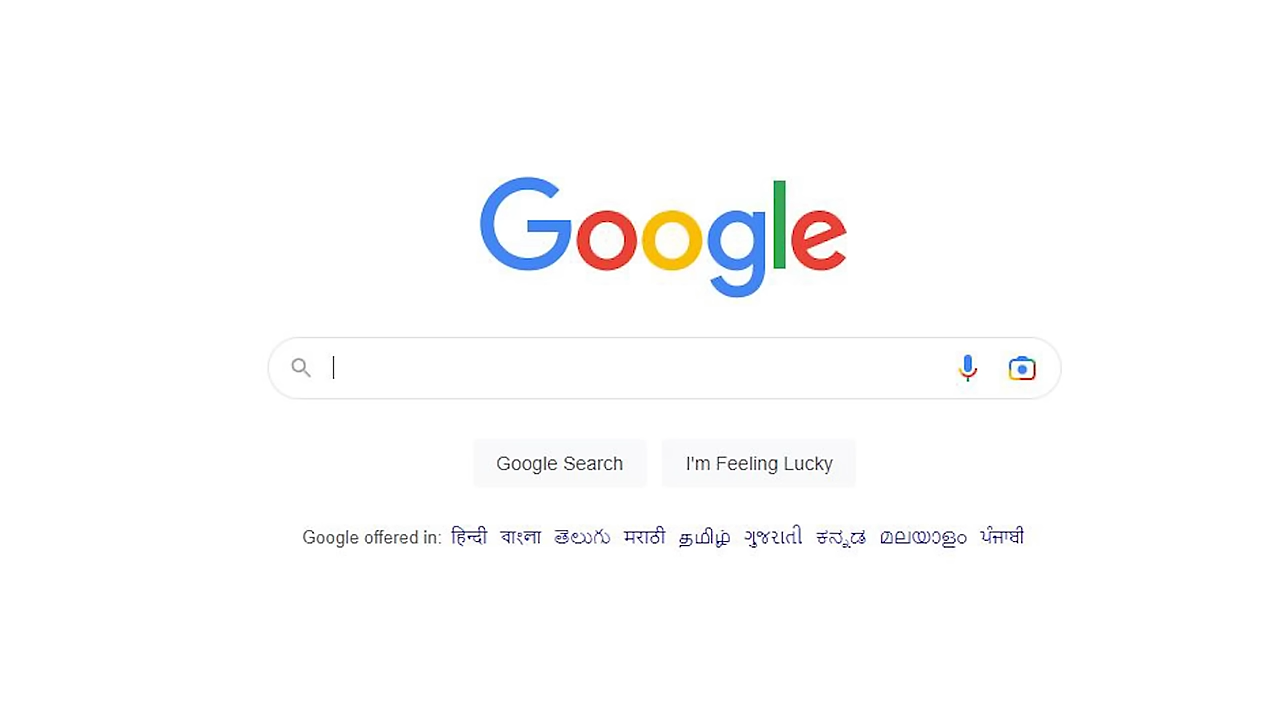 Google
Google Search I'm Feeling Lucky
Google offered in: हिन्दी বাংলা తెలుగు मराठी தமிழ் ગુજરાતી ಕನ್ನಡ മലയാളം ਪੰਜਾਬੀ